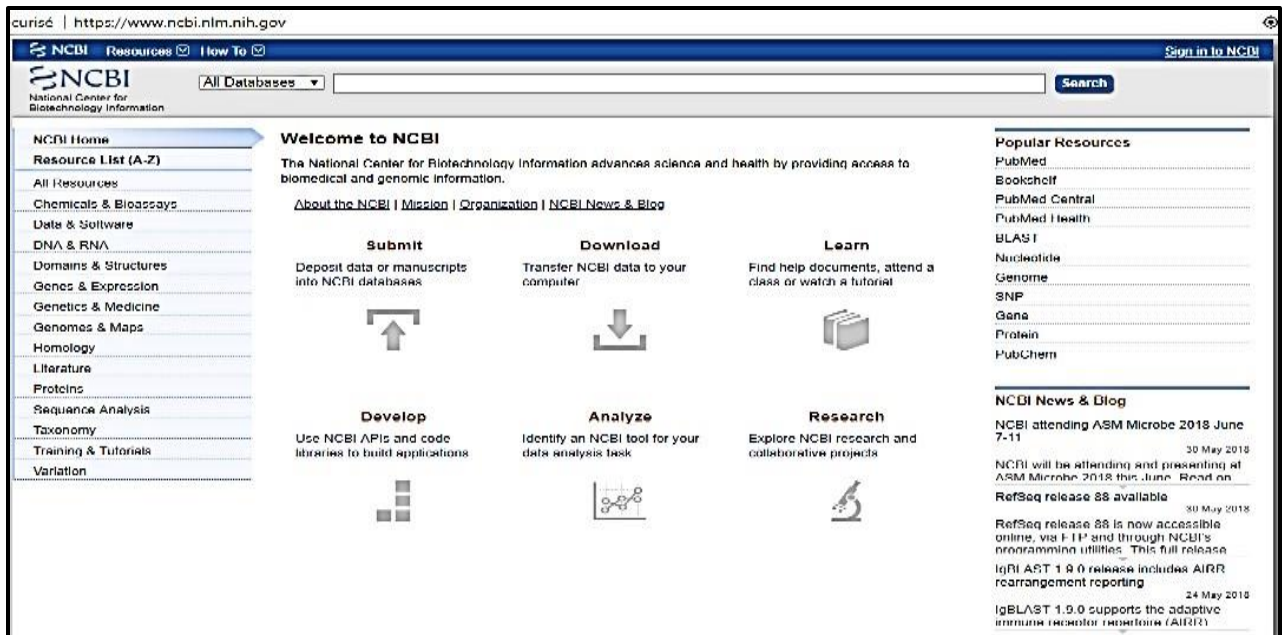 curisé | https://www.ncbi.nlm.nih.gov
NCBI Resources How To Sign in to NCBI
NCBI
National Center for
Biotechnology Information
All Databases
Search
NCBI Home
Resource List (A-Z)
All Resources
Chemicals & Bioassays
Data & Software
DNA & RNA
Domains & Structures
Genes & Expression
Genetics & Medicine
Genomes & Maps
Homology
Literature
Proteins
Sequence Analysis
Taxonomy
Training & Tutorials
Variation
Welcome to NCBI
The National Center for Biotechnology Information advances science and health by providing access to
biomedical and genomic information.
About the NCBI | Mission | Organization | NCBI News & Blog
Submit
Deposit data or manuscripts
into NCBI databases
Download
Transfer NCBI data to your
computer
Learn
Find help documents, attend a
class or watch a tutorial
Develop
Use NCBI APIs and code
libraries to build applications
Analyze
Identify an NCBI tool for your
data analysis task
Research
Explore NCBI research and
collaborative projects
Popular Resources
PubMed
Bookshelf
PubMed Central
PubMed Health
BLAST
Nucleotide
Genome
SNP
Gene
Protein
PubChem
NCBI News & Blog
NCBI attending ASM Microbe 2018 June
7-11
30 May 2018
NCBI will be attending and presenting at
ASM Microbe 2018 this June. Read on
RefSeq release 88 available
30 May 2018
RefSeq release 88 is now accessible
online, via FTP and through NCBI's
programming utilities. This full release
IgBLAST 1.9.0 release includes AIRR
rearrangement reporting
24 May 2018
IgBLAST 1.9.0 supports the adaptive
immune receptor repertoire (AIRR)